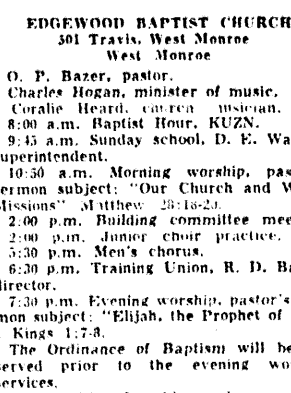 EDGEWOOD BAPTIST CHURCH
301 Travis, West Monroe
West Monroe
O. P. Bazer, pastor.
Charles Hogan, minister of music.
Coralie Heard, church musician.
8:00 a.m. Baptist Hour, KUZN.
9:45 a.m. Sunday school, D. E. Wa
uperintendent.
10:50 a.m. Morning worship, pas
ermon subject: "Our Church and W
Missions" Matthew 28:18-20.
2:00 p.m. Building committee mee
2:00 p.m. Junior choir practice.
5:30 p.m. Men's chorus.
6:30 p.m. Training Union, R. D. Ba
director.
7:30 p.m. Evening worship, pastor's
mon subject: "Elijah, the Prophet of
Kings 1:7-8.
The Ordinance of Baptism will be
served prior to the evening wo
services.